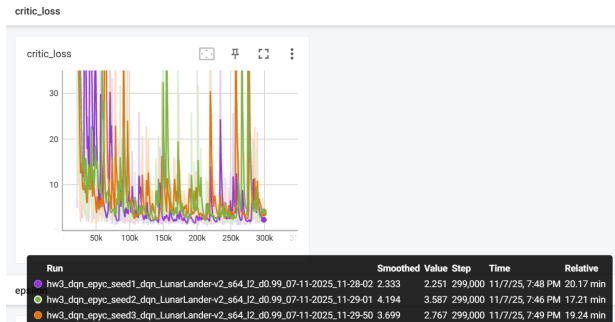 critic_loss
critic_loss
30
20
10
50k 100k 150k 200k 250k 300k
Run Smoothed Value Step Time Relative
hw3_dqn_epyc_seed1_dqn_LunarLander-v2_s64_l2_d0.99_07-11-2025_11-28-02 2.333 2.251 299,000 11/7/25, 7:48 PM 20.17 min
hw3_dqn_epyc_seed2_dqn_LunarLander-v2_s64_l2_d0.99_07-11-2025_11-29-01 4.194 3.587 299,000 11/7/25, 7:46 PM 17.21 min
hw3_dqn_epyc_seed3_dqn_LunarLander-v2_s64_l2_d0.99_07-11-2025_11-29-50 3.699 2.767 299,000 11/7/25, 7:49 PM 19.24 min